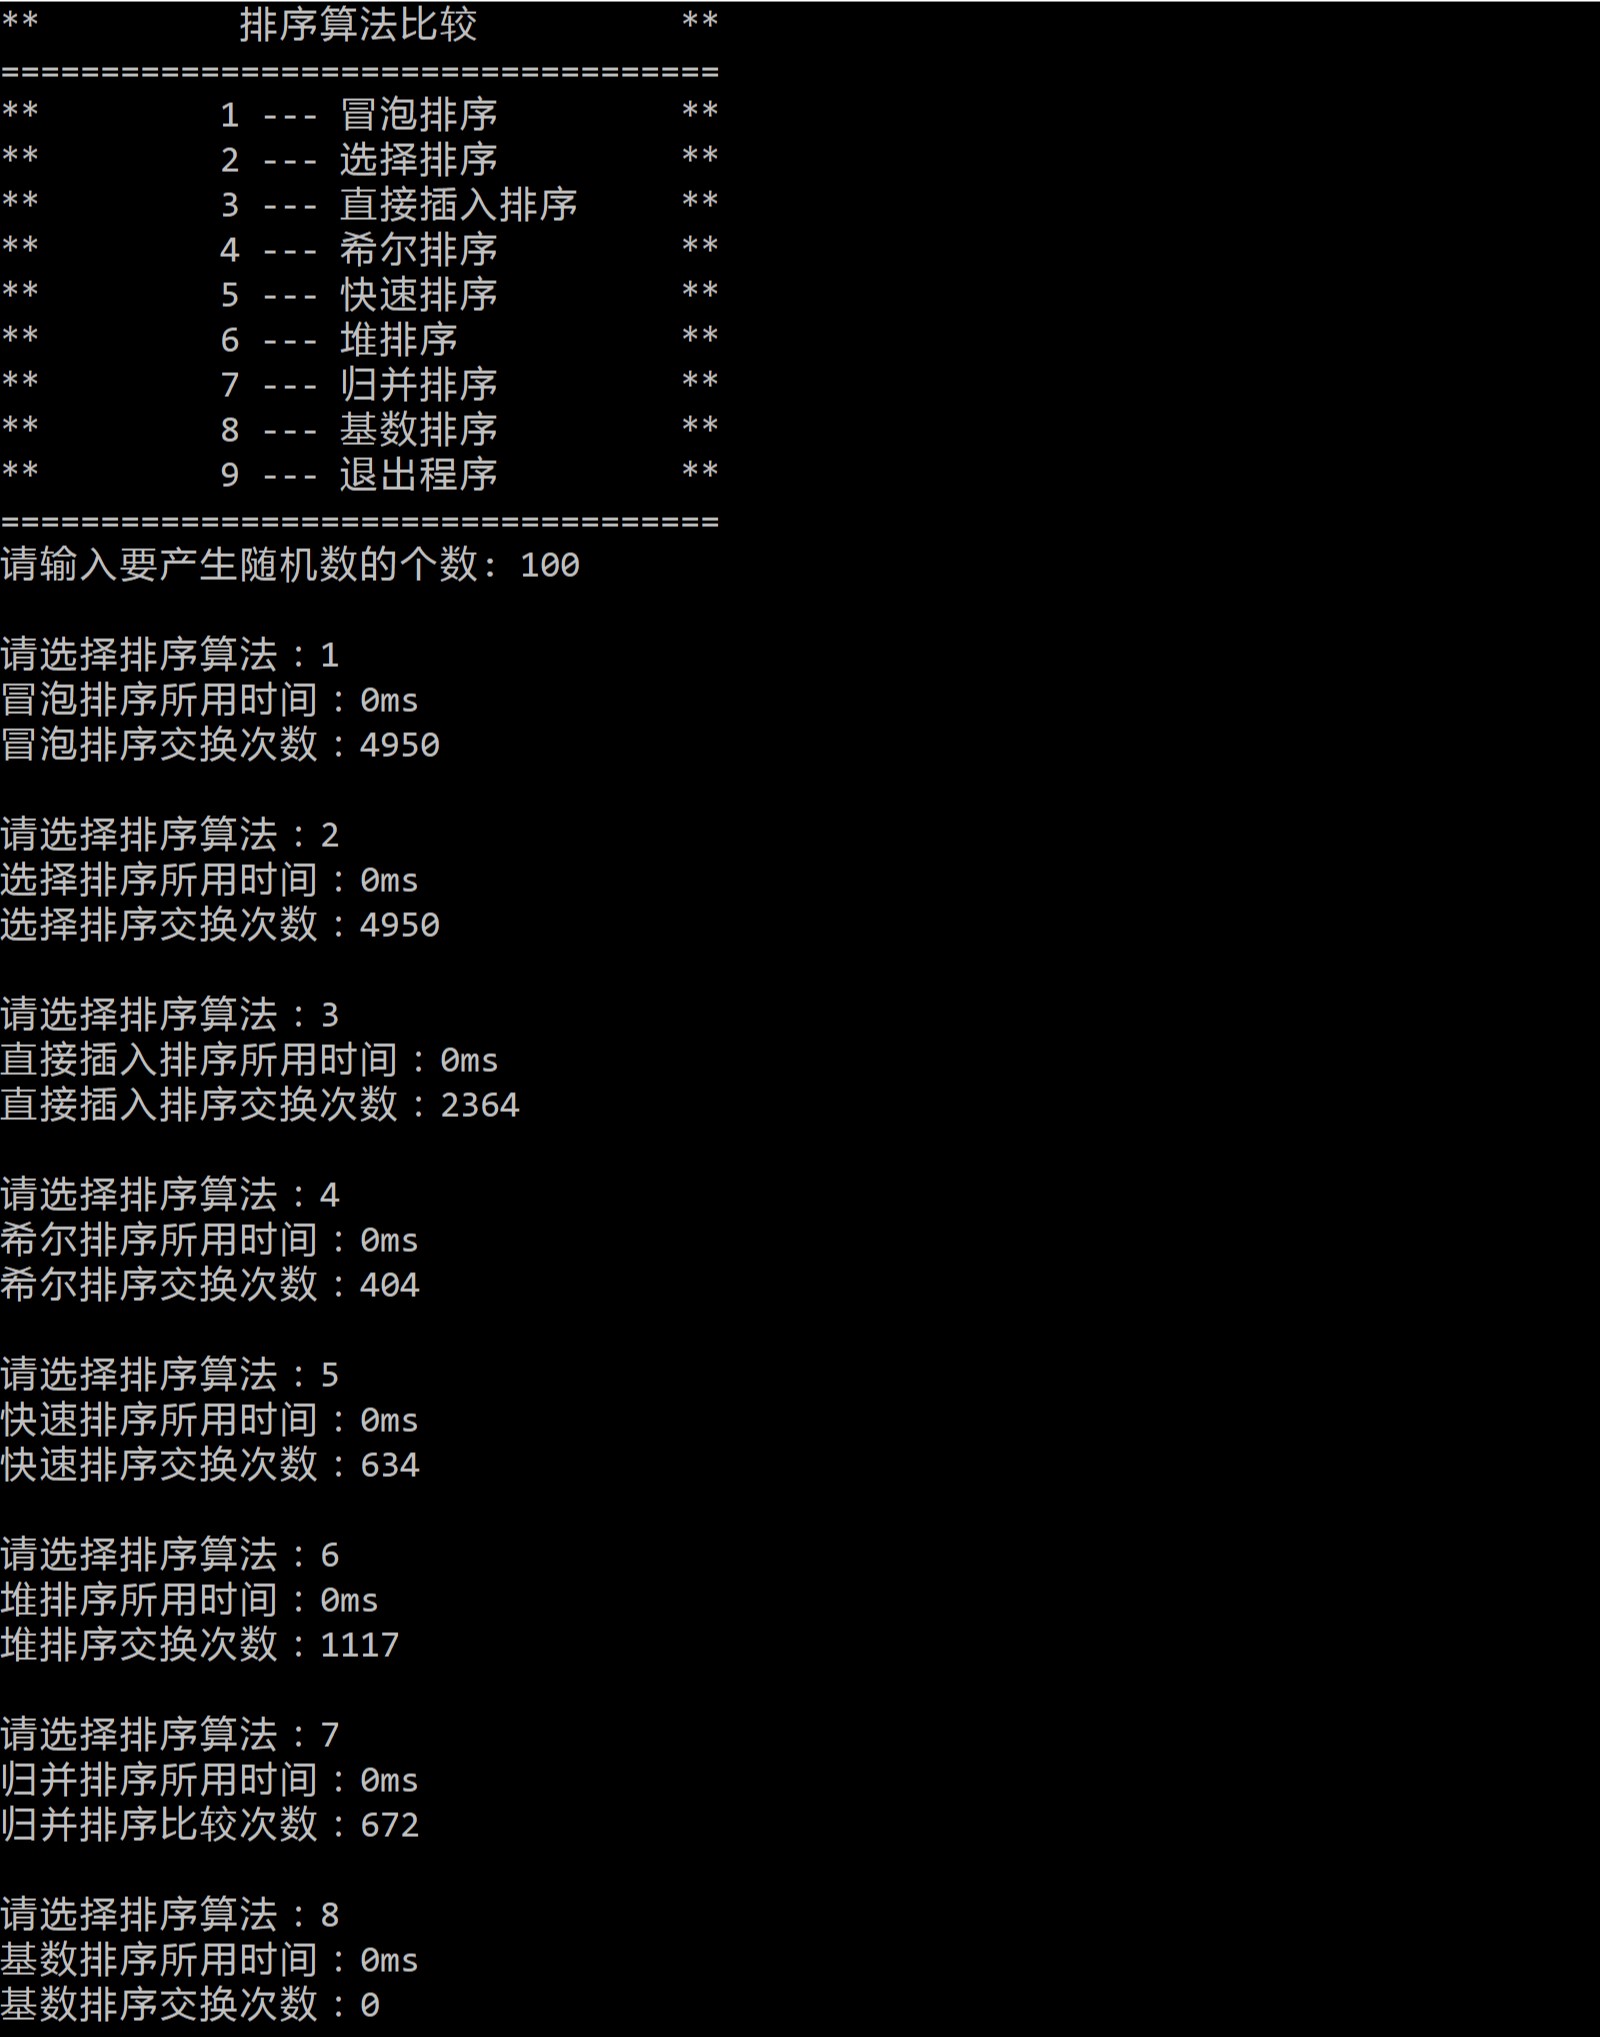 **          排序算法比较          **
====================================
**         1 --- 冒泡排序         **
**         2 --- 选择排序         **
**         3 --- 直接插入排序     **
**         4 --- 希尔排序         **
**         5 --- 快速排序         **
**         6 --- 堆排序           **
**         7 --- 归并排序         **
**         8 --- 基数排序         **
**         9 --- 退出程序         **
====================================
请输入要产生随机数的个数: 100
请选择排序算法：1
冒泡排序所用时间：0ms
冒泡排序交换次数：4950
请选择排序算法：2
选择排序所用时间：0ms
选择排序交换次数：4950
请选择排序算法：3
直接插入排序所用时间：0ms
直接插入排序交换次数：2364
请选择排序算法：4
希尔排序所用时间：0ms
希尔排序交换次数：404
请选择排序算法：5
快速排序所用时间：0ms
快速排序交换次数：634
请选择排序算法：6
堆排序所用时间：0ms
堆排序交换次数：1117
请选择排序算法：7
归并排序所用时间：0ms
归并排序比较次数：672
请选择排序算法：8
基数排序所用时间：0ms
基数排序交换次数：0